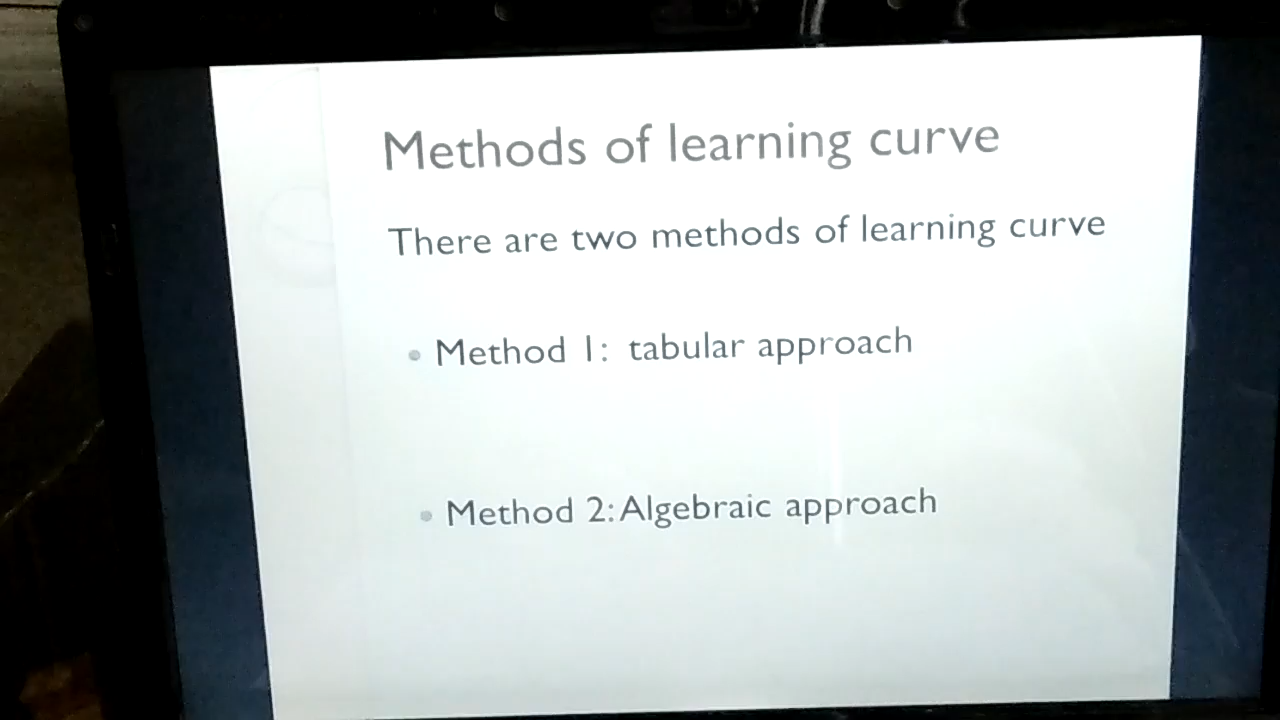 Methods of learning curve
There are two methods of learning curve
• Method 1: tabular approach
• Method 2: Algebraic approach